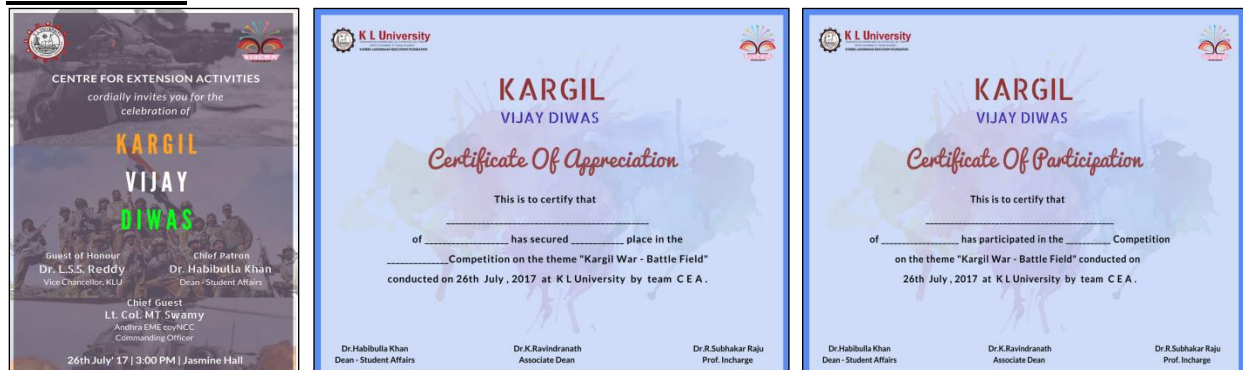 CENTRE FOR EXTENSION ACTIVITIES
cordially invites you for the
celebration of
KARGIL
VIJAY
DIWAS
Guest of Honour
Dr. L.S.S. Reddy
Vice Chancellor, KLU
Chief Patron
Dr. Habibulla Khan
Dean - Student Affairs
Chief Guest
Lt. Col. MT Swamy
Andhra EME coyNCC
Commanding Officer
26th July' 17 | 3:00 PM | Jasmine Hall
K L University
KARGIL
VIJAY DIWAS
Certificate Of Appreciation
This is to certify that
of ___________________ has secured ____________ place in the
______________Competition on the theme "Kargil War - Battle Field"
conducted on 26th July , 2017 at K L University by team C E A .
Dr.Habibulla Khan
Dean - Student Affairs
Dr.K.Ravindranath
Associate Dean
Dr.R.Subhakar Raju
Prof. Incharge
K L University
KARGIL
VIJAY DIWAS
Certificate Of Participation
This is to certify that
of __________________ has participated in the __________ Competition
on the theme "Kargil War - Battle Field" conducted on
26th July , 2017 at K L University by team C E A .
Dr.Habibulla Khan
Dean - Student Affairs
Dr.K.Ravindranath
Associate Dean
Dr.R.Subhakar Raju
Prof. Incharge